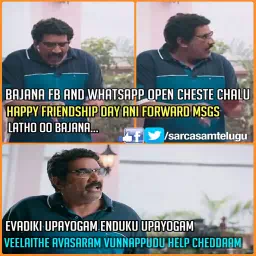 BAJANA FB AND WHATSAPP OPEN CHESTE CHALU
HAPPY FRIENDSHIP DAY ANI FORWARD MSGS
LATHO OO BAJANA...
/sarcasamtelugu
EVADIKI UPAYOGAM ENDUKU UPAYOGAM
VEELAITHE AVASARAM VUNNAPPUDU HELP CHEDDAAM